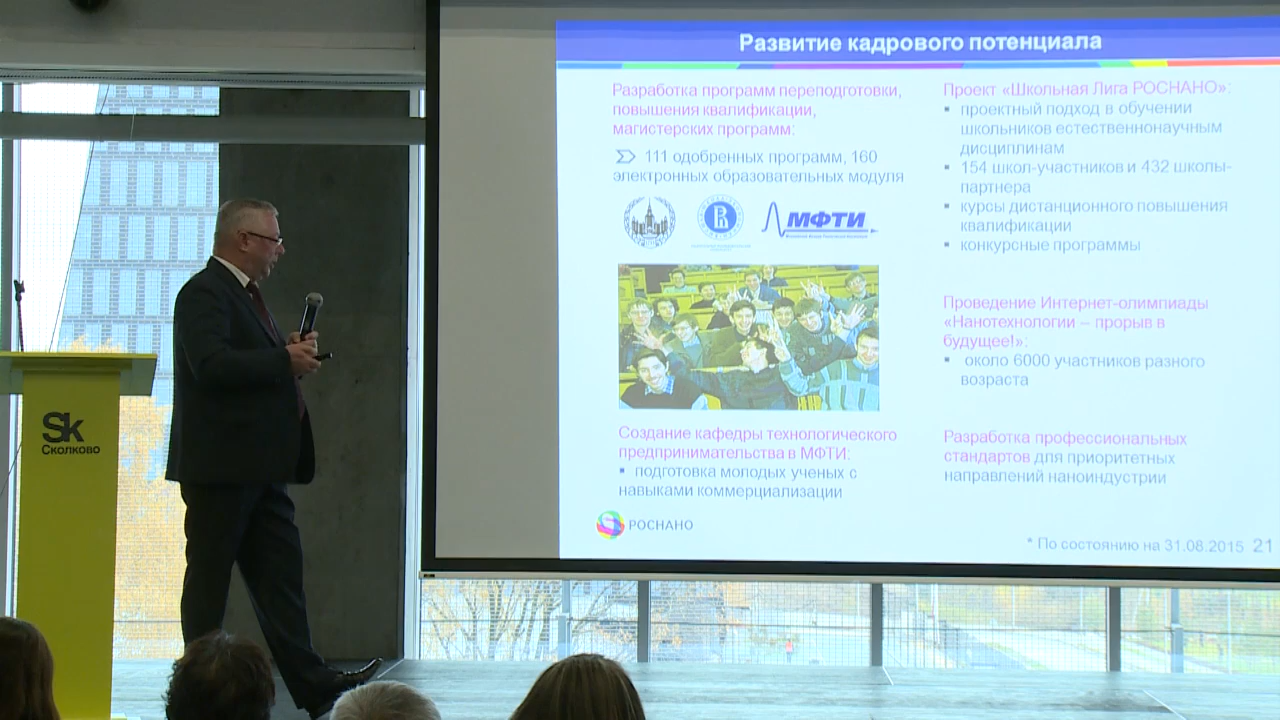 Развитие кадрового потенциала
Разработка программ переподготовки,
повышения квалификации,
магистерских программ:
111 одобренных программ, 160
электронных образовательных модуля
МФТИ
Создание кафедры технологического
предпринимательства в МФТИ:
▪ подготовка молодых ученых с
навыками коммерциализации
РОСНАНО
Проект «Школьная Лига РОСНАНО»:
▪ проектный подход в обучении
школьников естественнонаучным
дисциплинам
▪ 154 школ-участников и 432 школы-
партнера
▪ курсы дистанционного повышения
квалификации
▪ конкурсные программы
Проведение Интернет-олимпиады
«Нанотехнологии – прорыв в
будущее!»:
▪ около 6000 участников разного
возраста
Разработка профессиональных
стандартов для приоритетных
направлений наноиндустрии
* По состоянию на 31.08.2015 21
Sk
Сколково